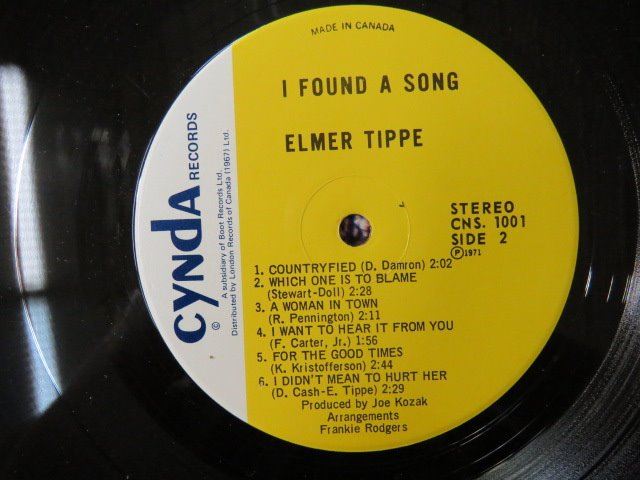 MADE IN CANADA
I FOUND A SONG
ELMER TIPPE
CYNdA
RECORDS
© A subsidiary of Boot Records Ltd.
Distributed by London Records of Canada (1967) Ltd.
STEREO
CNS. 1001
SIDE 2
℗ 1971
1. COUNTRYFIED (D. Damron) 2:02
2. WHICH ONE IS TO BLAME
(Stewart-Doll) 2:28
3. A WOMAN IN TOWN
(R. Pennington) 2:11
4. I WANT TO HEAR IT FROM YOU
(F. Carter, Jr.) 1:56
5. FOR THE GOOD TIMES
(K. Kristofferson) 2:44
6. I DIDN'T MEAN TO HURT HER
(D. Cash-E. Tippe) 2:29
Produced by Joe Kozak
Arrangements
Frankie Rodgers